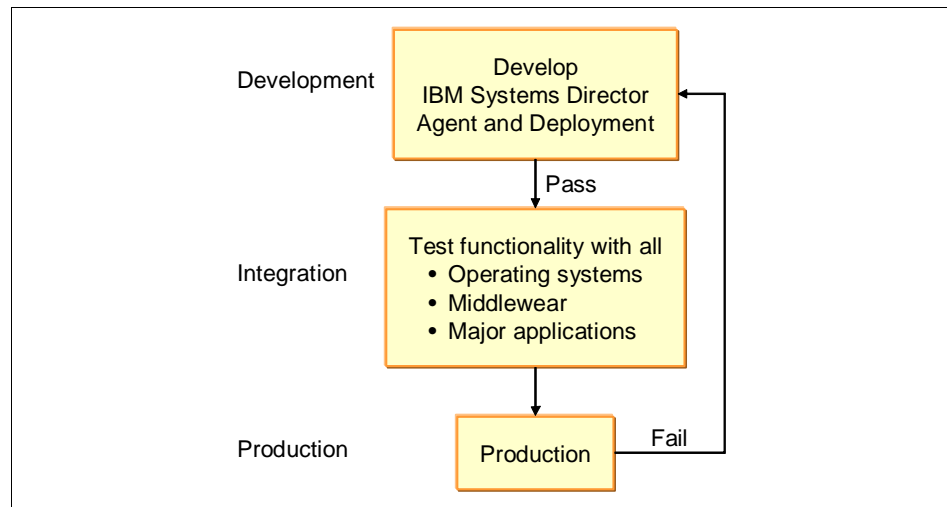 Development
Develop
IBM Systems Director
Agent and Deployment
Pass
Integration
Test functionality with all
• Operating systems
• Middlewear
• Major applications
Production
Production
Fail